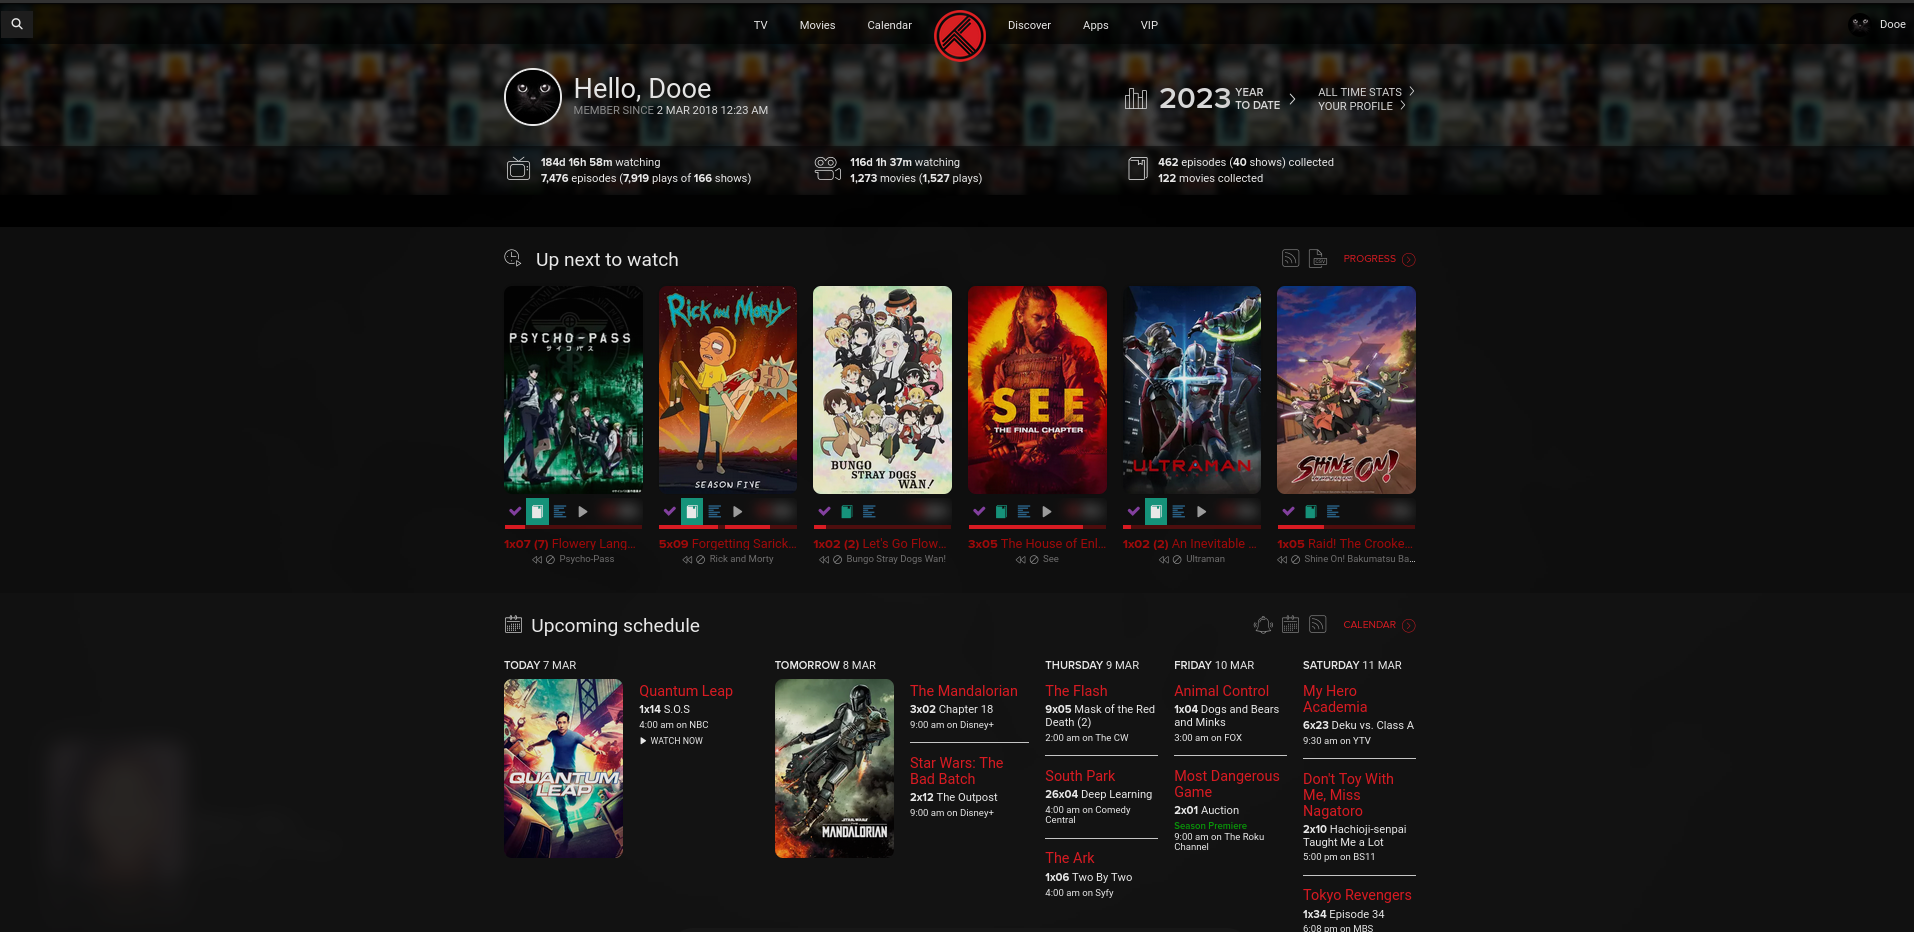 TV Movies Calendar Discover Apps VIP Dooe
Hello, Dooe
MEMBER SINCE 2 MAR 2018 12:23 AM
2023 YEAR TO DATE
ALL TIME STATS
YOUR PROFILE
184d 16h 58m watching
7,476 episodes (7,919 plays of 166 shows)
116d 1h 37m watching
1,273 movies (1,527 plays)
462 episodes (40 shows) collected
122 movies collected
Up next to watch
CSV
PROGRESS
PSYCHO-PASS
サイコパス
1x07 (7) Flowery Lang...
Psycho-Pass
Rick and Morty
SEASON FIVE
5x09 Forgetting Sarick...
Rick and Morty
BUNGO
STRAY DOGS
WAN!
1x02 (2) Let's Go Flow...
Bungo Stray Dogs Wan!
SEE
THE FINAL CHAPTER
3x05 The House of Enl...
See
ULTRAMAN
1x02 (2) An Inevitable ...
Ultraman
SHINE ON!
1x05 Raid! The Crooke...
Shine On! Bakumatsu Ba...
Upcoming schedule
CALENDAR
TODAY 7 MAR
QUANTUM
LEAP
Quantum Leap
1x14 S.O.S
4:00 am on NBC
WATCH NOW
TOMORROW 8 MAR
STAR WARS
THE
MANDALORIAN
The Mandalorian
3x02 Chapter 18
9:00 am on Disney+
Star Wars: The
Bad Batch
2x12 The Outpost
9:00 am on Disney+
THURSDAY 9 MAR
The Flash
9x05 Mask of the Red
Death (2)
2:00 am on The CW
South Park
26x04 Deep Learning
4:00 am on Comedy
Central
The Ark
1x06 Two By Two
4:00 am on Syfy
FRIDAY 10 MAR
Animal Control
1x04 Dogs and Bears
and Minks
3:00 am on FOX
Most Dangerous
Game
2x01 Auction
Season Premiere
9:00 am on The Roku
Channel
SATURDAY 11 MAR
My Hero
Academia
6x23 Deku vs. Class A
9:30 am on YTV
Don't Toy With
Me, Miss
Nagatoro
2x10 Hachioji-senpai
Taught Me a Lot
5:00 pm on BS11
Tokyo Revengers
1x34 Episode 34
6:08 pm on MBS